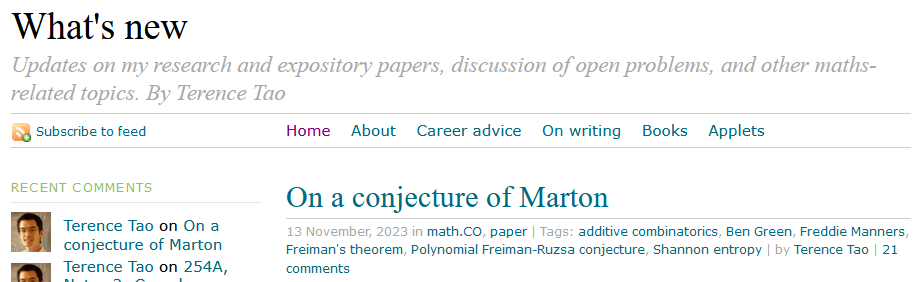 What's new
Updates on my research and expository papers, discussion of open problems, and other maths-
related topics. By Terence Tao
Subscribe to feed
Home About Career advice On writing Books Applets
RECENT COMMENTS
Terence Tao on On a
conjecture of Marton
Terence Tao on 254A,
On a conjecture of Marton
13 November, 2023 in math.CO, paper | Tags: additive combinatorics, Ben Green, Freddie Manners,
Freiman's theorem, Polynomial Freiman-Ruzsa conjecture, Shannon entropy | by Terence Tao | 21
comments